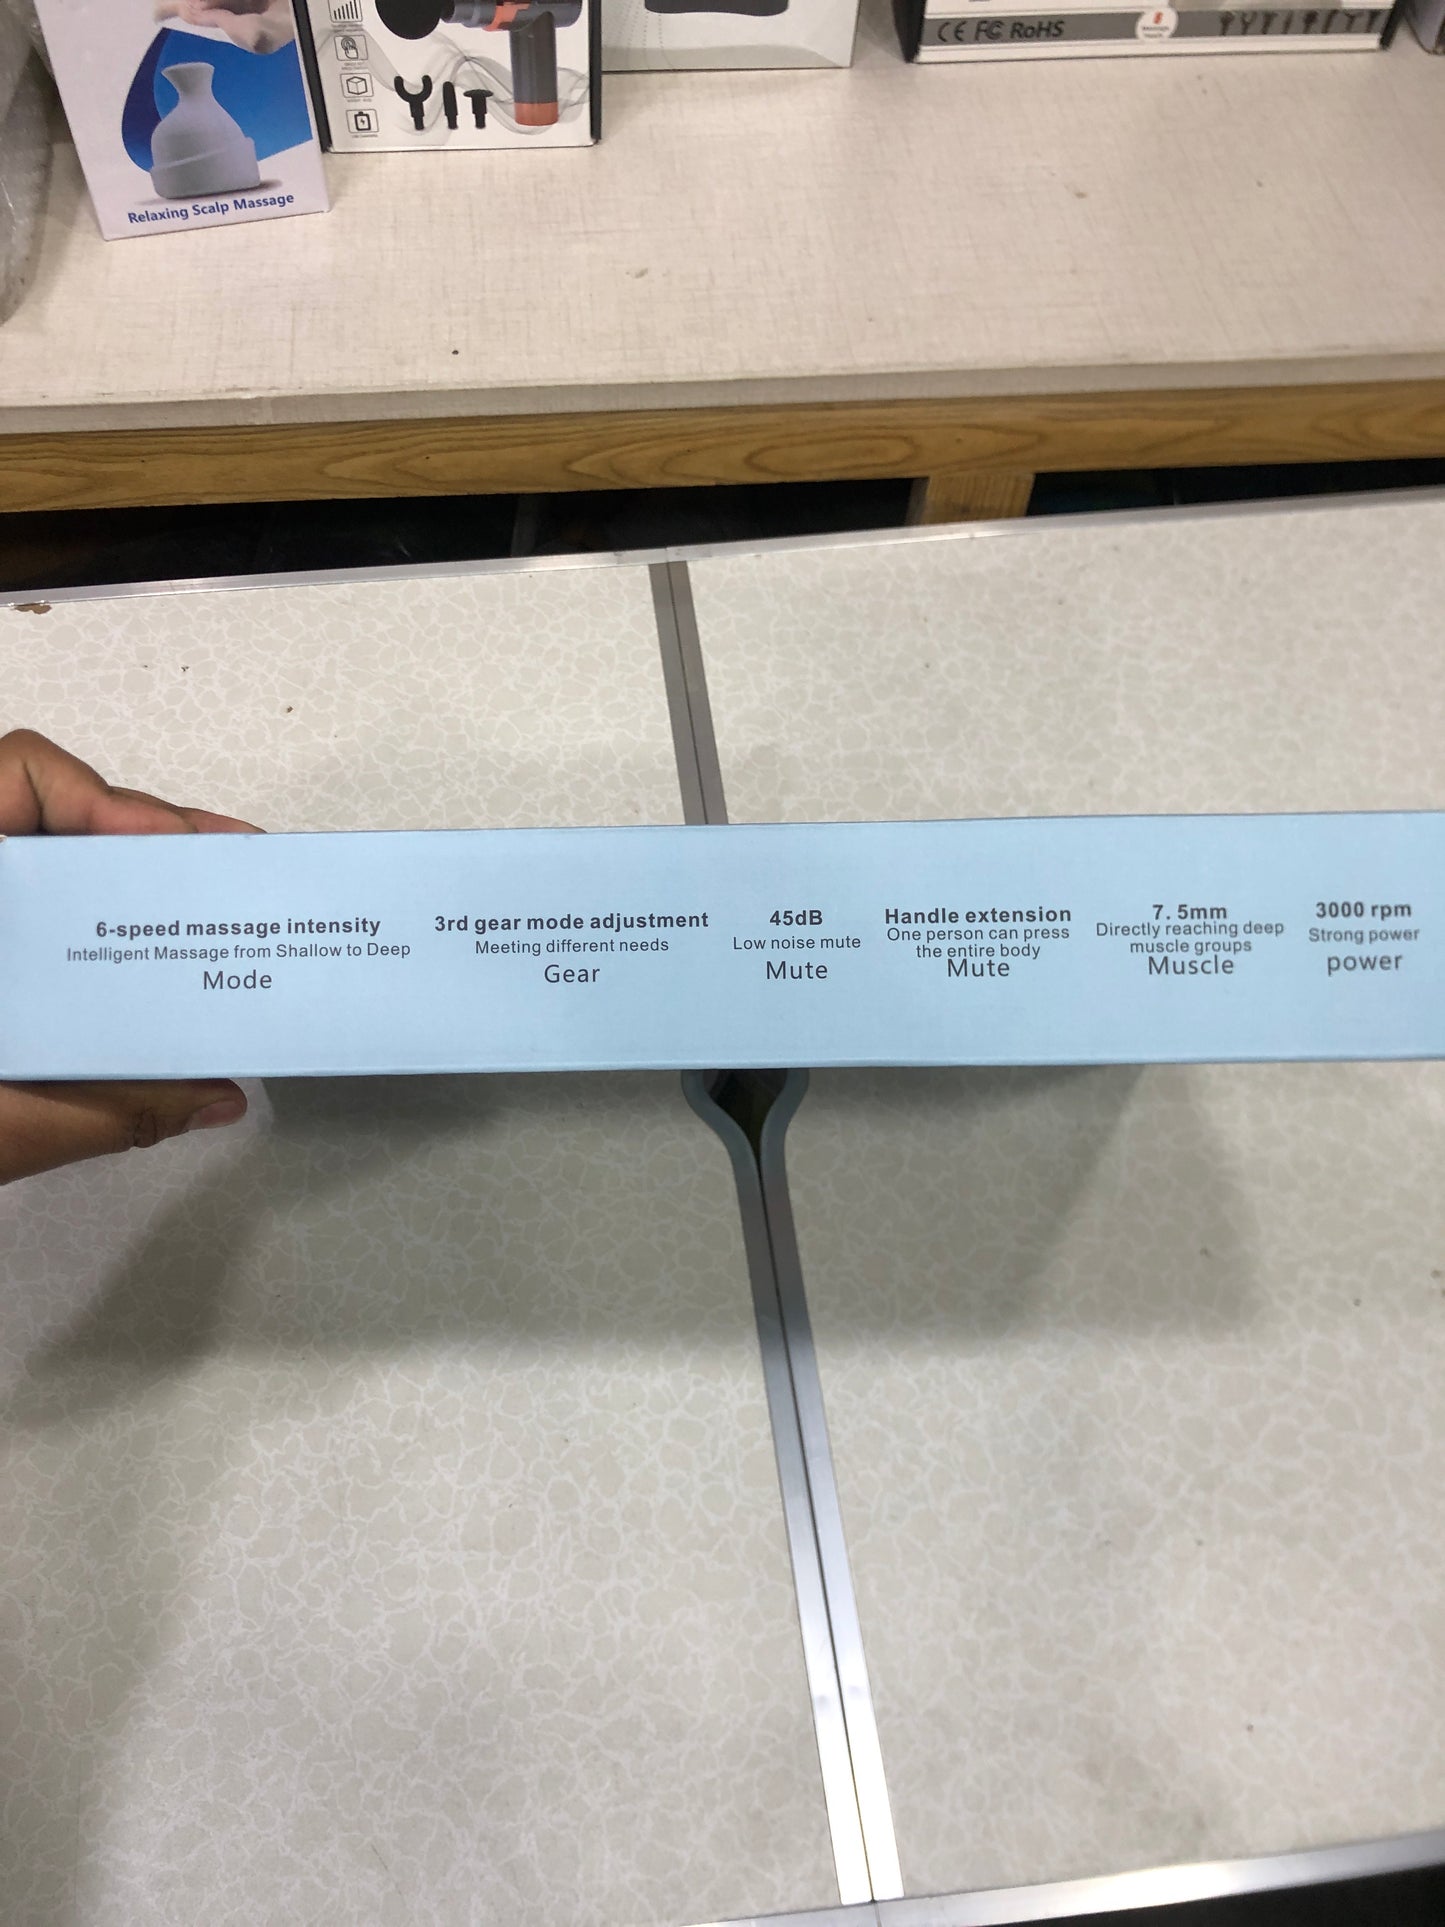 Relaxing Scalp Massage
CE FC RoHS
6-speed massage intensity
Intelligent Massage from Shallow to Deep
Mode
3rd gear mode adjustment
Meeting different needs
Gear
45dB
Low noise mute
Mute
Handle extension
One person can press
the entire body
Mute
7. 5mm
Directly reaching deep
muscle groups
Muscle
3000 rpm
Strong power
power